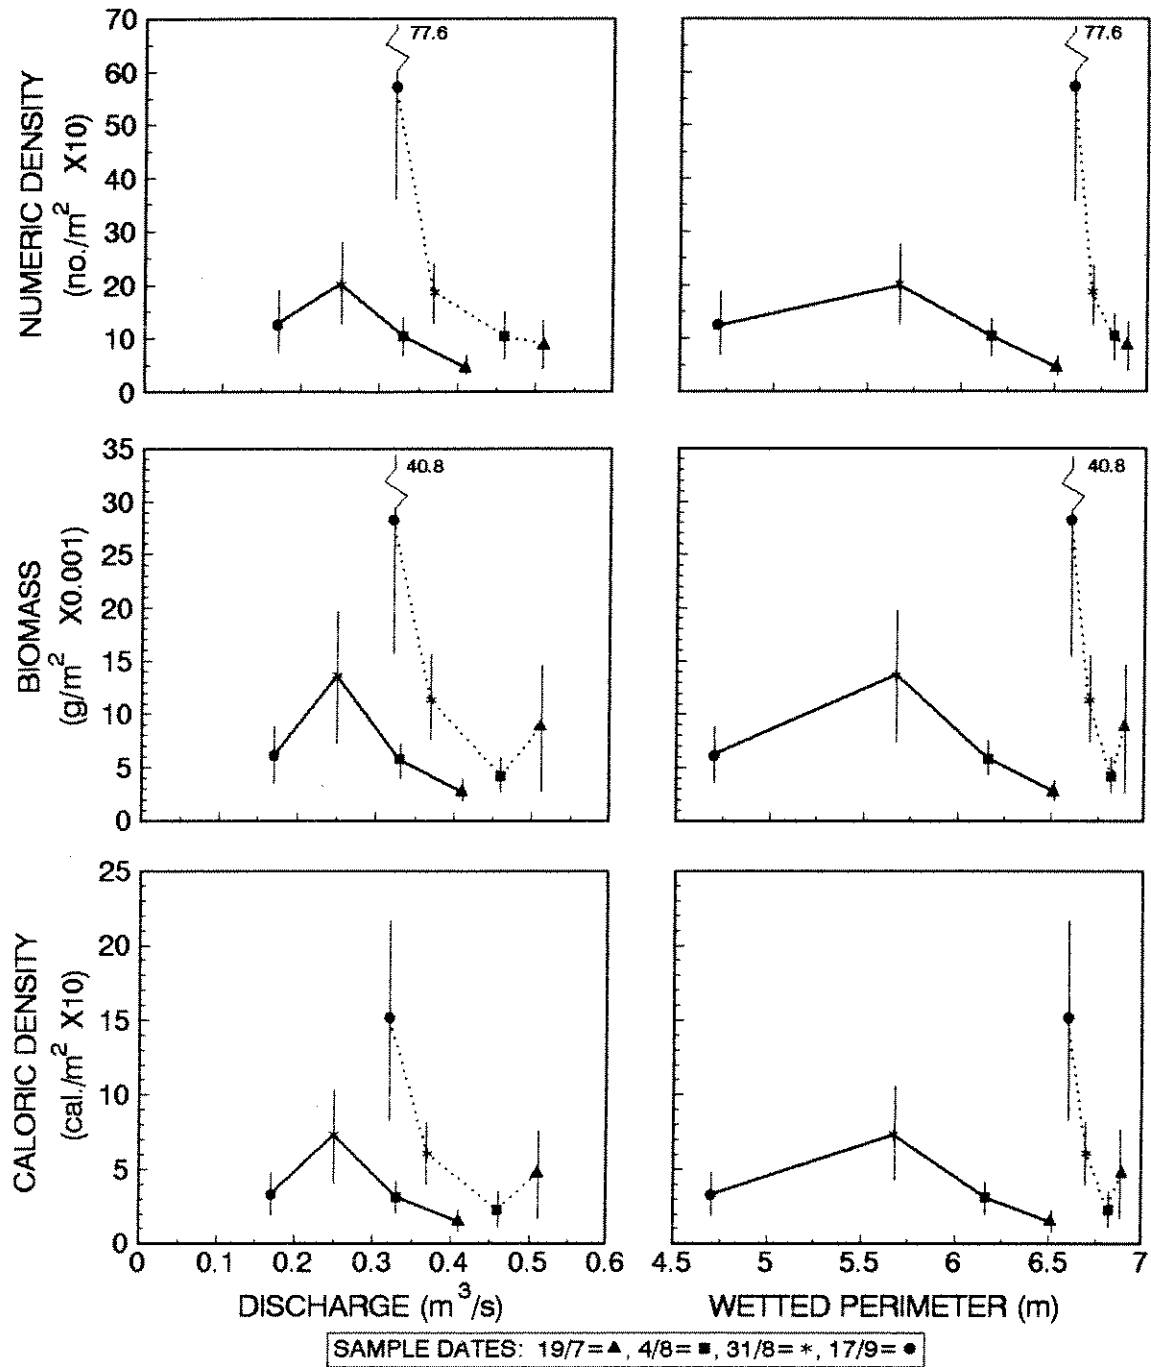 70
60
50
40
30
20
10
0
NUMERIC DENSITY
(no./m² X10)
77.6
77.6
35
30
25
20
15
10
5
0
BIOMASS
(g/m² X0.001)
40.8
40.8
25
20
15
10
5
0
CALORIC DENSITY
(cal./m² X10)
0 0.1 0.2 0.3 0.4 0.5 0.6
4.5 5 5.5 6 6.5 7
DISCHARGE (m³/s)
WETTED PERIMETER (m)
SAMPLE DATES: 19/7=▲, 4/8=■, 31/8=*, 17/9=●